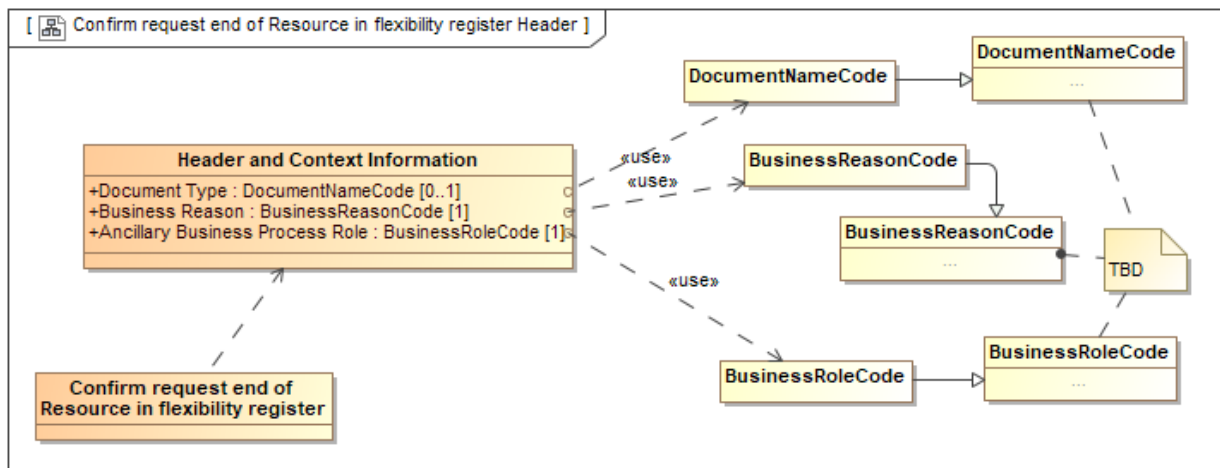 [ Confirm request end of Resource in flexibility register Header ]
DocumentNameCode
DocumentNameCode
...
Header and Context Information
+Document Type : DocumentNameCode [0..1]
+Business Reason : BusinessReasonCode [1]
+Ancillary Business Process Role : BusinessRoleCode [1]
«use»
«use»
BusinessReasonCode
BusinessReasonCode
...
TBD
«use»
BusinessRoleCode
BusinessRoleCode
...
Confirm request end of
Resource in flexibility register